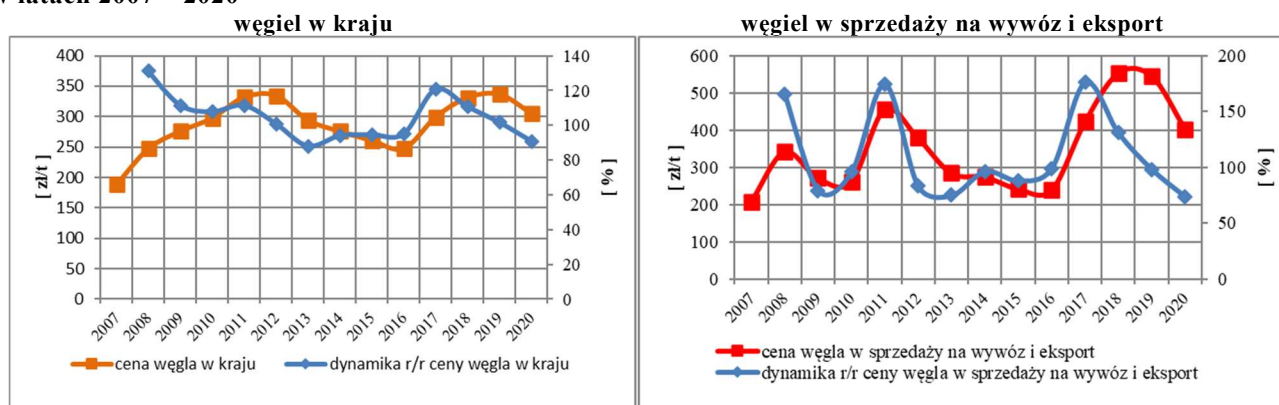 w latach 2007 – 2020
węgiel w kraju
400
350
300
250
200
150
100
50
0
[ zł/t ]
140
120
100
80
60
40
20
0
[ % ]
2007 2008 2009 2010 2011 2012 2013 2014 2015 2016 2017 2018 2019 2020
cena węgla w kraju dynamika r/r ceny węgla w kraju
węgiel w sprzedaży na wywóz i eksport
600
500
400
300
200
100
0
[ zł/t ]
200
150
100
50
0
[ % ]
2007 2008 2009 2010 2011 2012 2013 2014 2015 2016 2017 2018 2019 2020
cena węgla w sprzedaży na wywóz i eksport
dynamika r/r ceny węgla w sprzedaży na wywóz i eksport